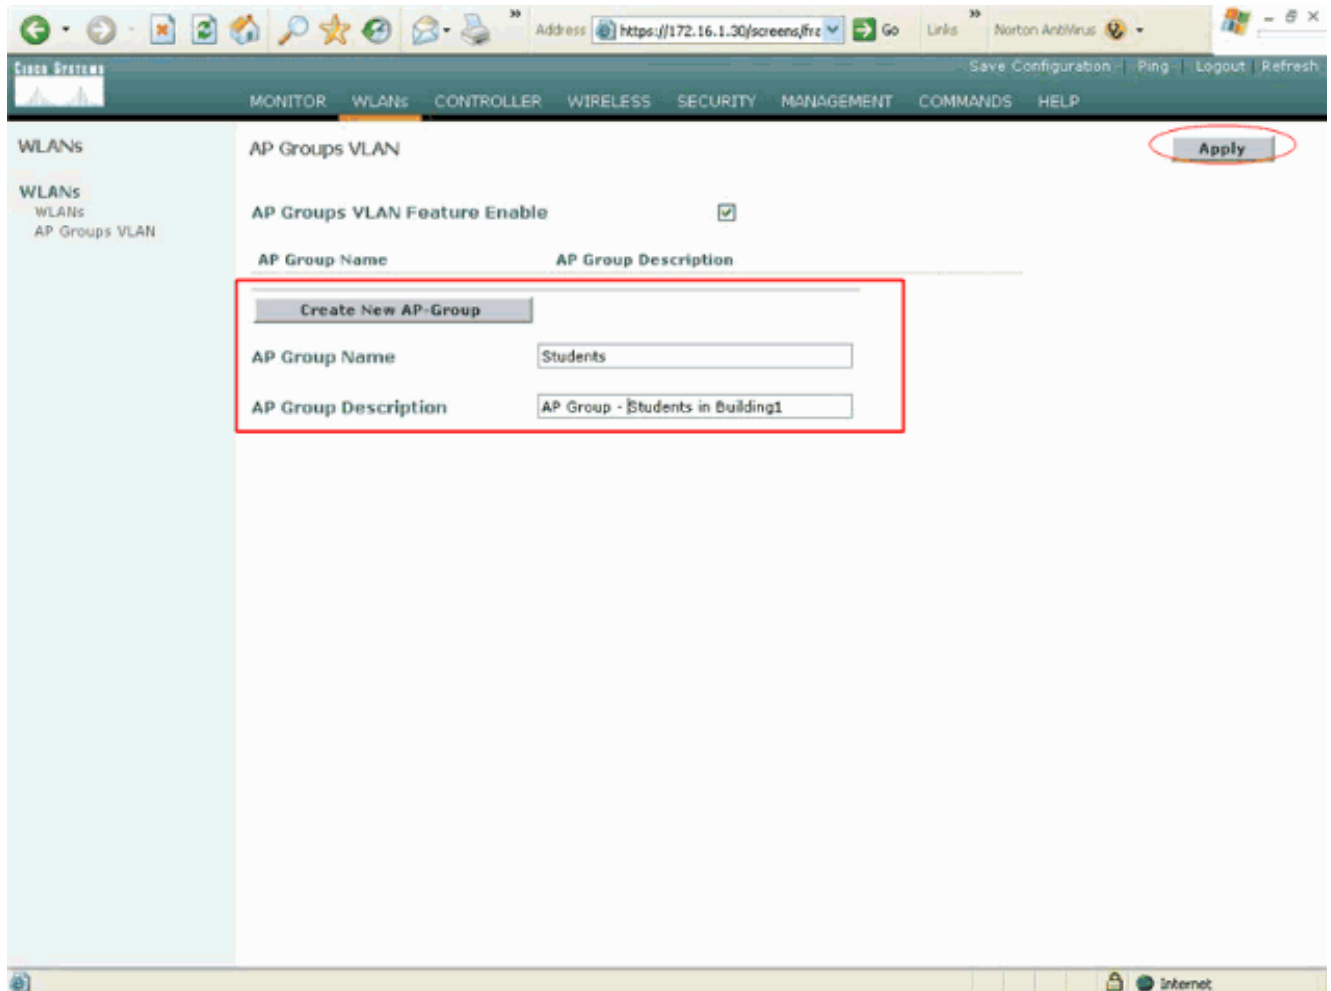 » Address https://172.16.1.30/screens/fra Go Links » Norton AntiVirus
CISCO SYSTEMS
Save Configuration | Ping | Logout | Refresh
MONITOR WLANs CONTROLLER WIRELESS SECURITY MANAGEMENT COMMANDS HELP
WLANs
AP Groups VLAN
Apply
WLANs
WLANs
AP Groups VLAN
AP Groups VLAN Feature Enable
AP Group Name AP Group Description
Create New AP-Group
AP Group Name Students
AP Group Description AP Group - Students in Building1
Internet